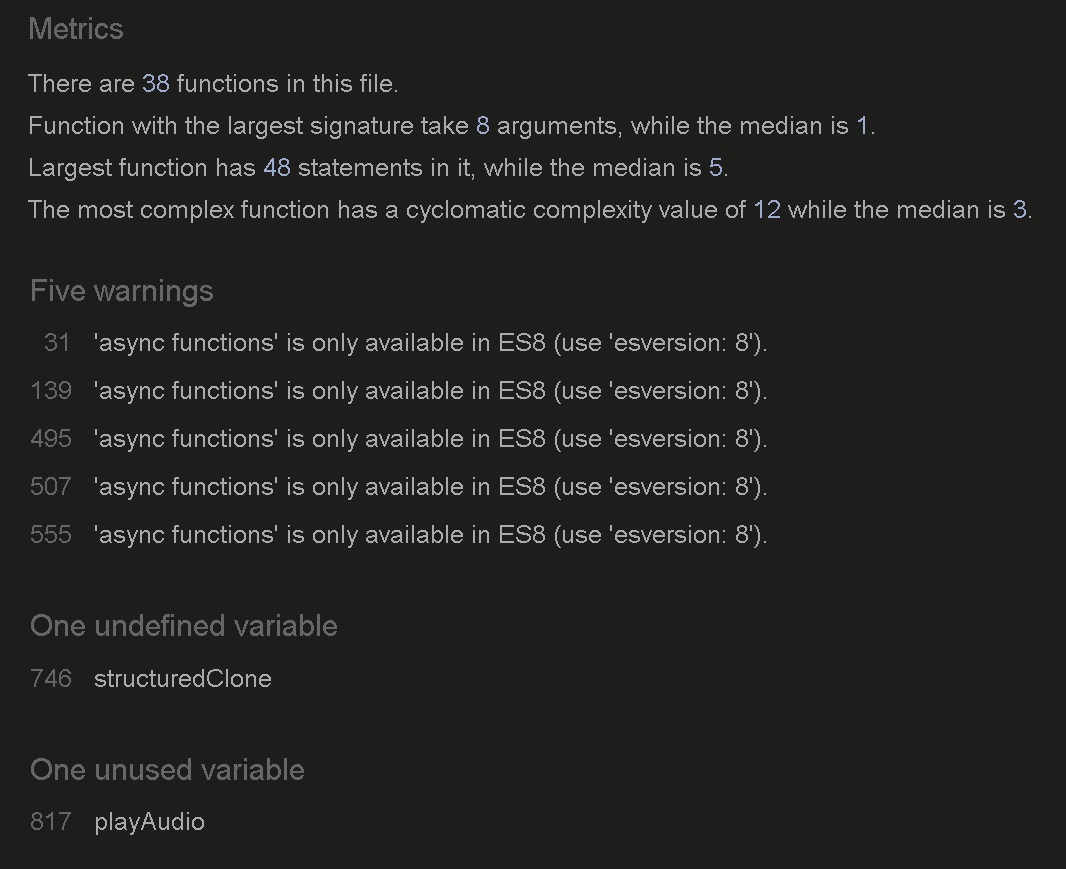 Metrics
There are 38 functions in this file.
Function with the largest signature take 8 arguments, while the median is 1.
Largest function has 48 statements in it, while the median is 5.
The most complex function has a cyclomatic complexity value of 12 while the median is 3.
Five warnings
31 'async functions' is only available in ES8 (use 'esversion: 8').
139 'async functions' is only available in ES8 (use 'esversion: 8').
495 'async functions' is only available in ES8 (use 'esversion: 8').
507 'async functions' is only available in ES8 (use 'esversion: 8').
555 'async functions' is only available in ES8 (use 'esversion: 8').
One undefined variable
746 structuredClone
One unused variable
817 playAudio